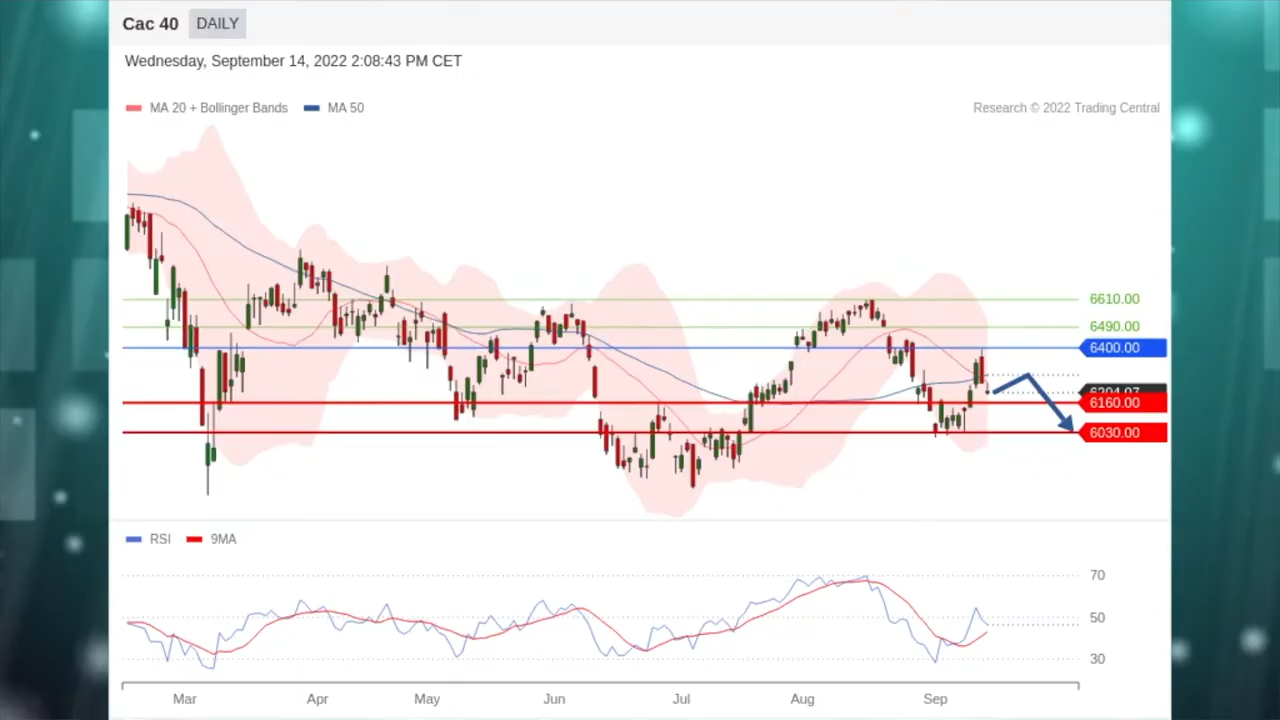 Cac 40 DAILY
Wednesday, September 14, 2022 2:08:43 PM CET
MA 20 + Bollinger Bands MA 50 Research © 2022 Trading Central
6610.00
6490.00
6400.00
6160.00
6030.00
RSI 9MA
70
50
30
Mar Apr May Jun Jul Aug Sep